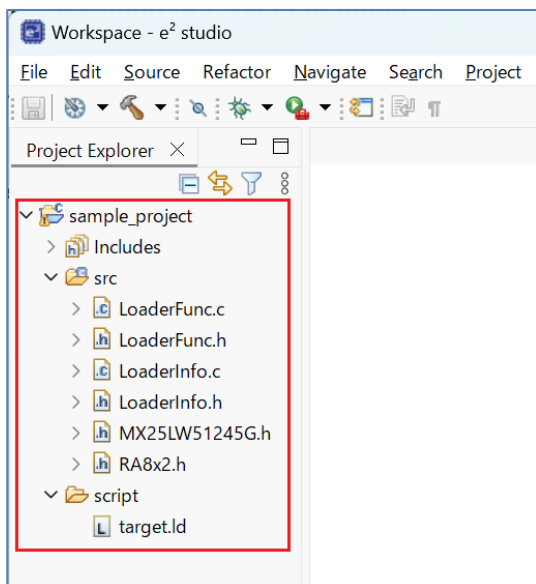 Workspace - e² studio
File Edit Source Refactor Navigate Search Project
Project Explorer
sample_project
Includes
src
LoaderFunc.c
LoaderFunc.h
LoaderInfo.c
LoaderInfo.h
MX25LW51245G.h
RA8x2.h
script
target.ld